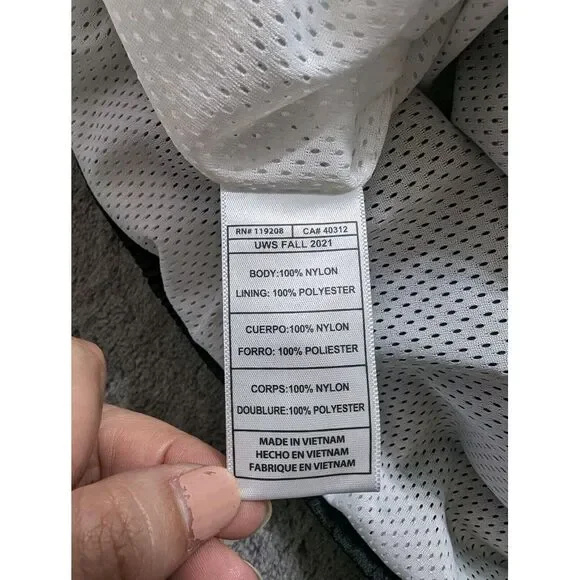 RN# 119208 CA# 40312
UWS FALL 2021
BODY:100% NYLON
LINING: 100% POLYESTER
CUERPO:100% NYLON
FORRO: 100% POLIESTER
CORPS:100% NYLON
DOUBLURE:100% POLYESTER
MADE IN VIETNAM
HECHO EN VIETNAM
FABRIQUE EN VIETNAM